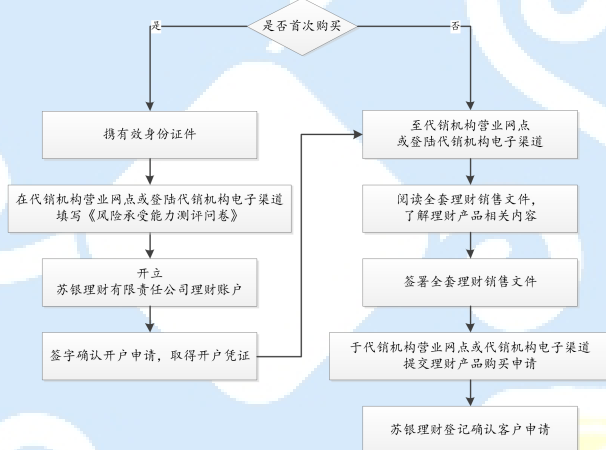 是否首次购买
是
否
携有效身份证件
在代销机构营业网点或登陆代销机构电子渠道
填写《风险承受能力测评问卷》
开立
苏银理财有限责任公司理财账户
签字确认开户申请，取得开户凭证
至代销机构营业网点
或登陆代销机构电子渠道
阅读全套理财销售文件，
了解理财产品相关内容
签署全套理财销售文件
于代销机构营业网点或代销机构电子渠道
提交理财产品购买申请
苏银理财登记确认客户申请